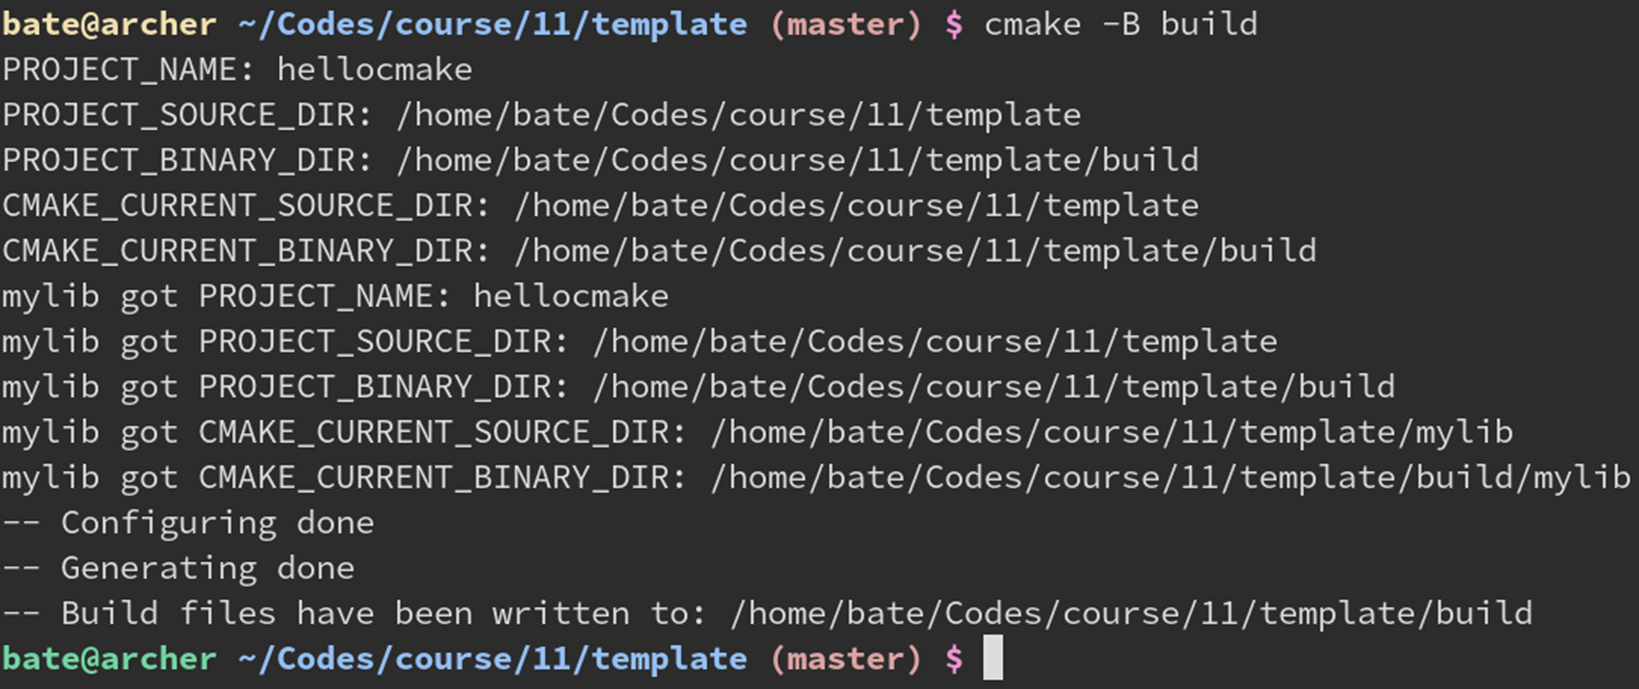 bate@archer ~/Codes/course/11/template (master) $ cmake -B build
PROJECT_NAME: hellocmake
PROJECT_SOURCE_DIR: /home/bate/Codes/course/11/template
PROJECT_BINARY_DIR: /home/bate/Codes/course/11/template/build
CMAKE_CURRENT_SOURCE_DIR: /home/bate/Codes/course/11/template
CMAKE_CURRENT_BINARY_DIR: /home/bate/Codes/course/11/template/build
mylib got PROJECT_NAME: hellocmake
mylib got PROJECT_SOURCE_DIR: /home/bate/Codes/course/11/template
mylib got PROJECT_BINARY_DIR: /home/bate/Codes/course/11/template/build
mylib got CMAKE_CURRENT_SOURCE_DIR: /home/bate/Codes/course/11/template/mylib
mylib got CMAKE_CURRENT_BINARY_DIR: /home/bate/Codes/course/11/template/build/mylib
-- Configuring done
-- Generating done
-- Build files have been written to: /home/bate/Codes/course/11/template/build
bate@archer ~/Codes/course/11/template (master) $